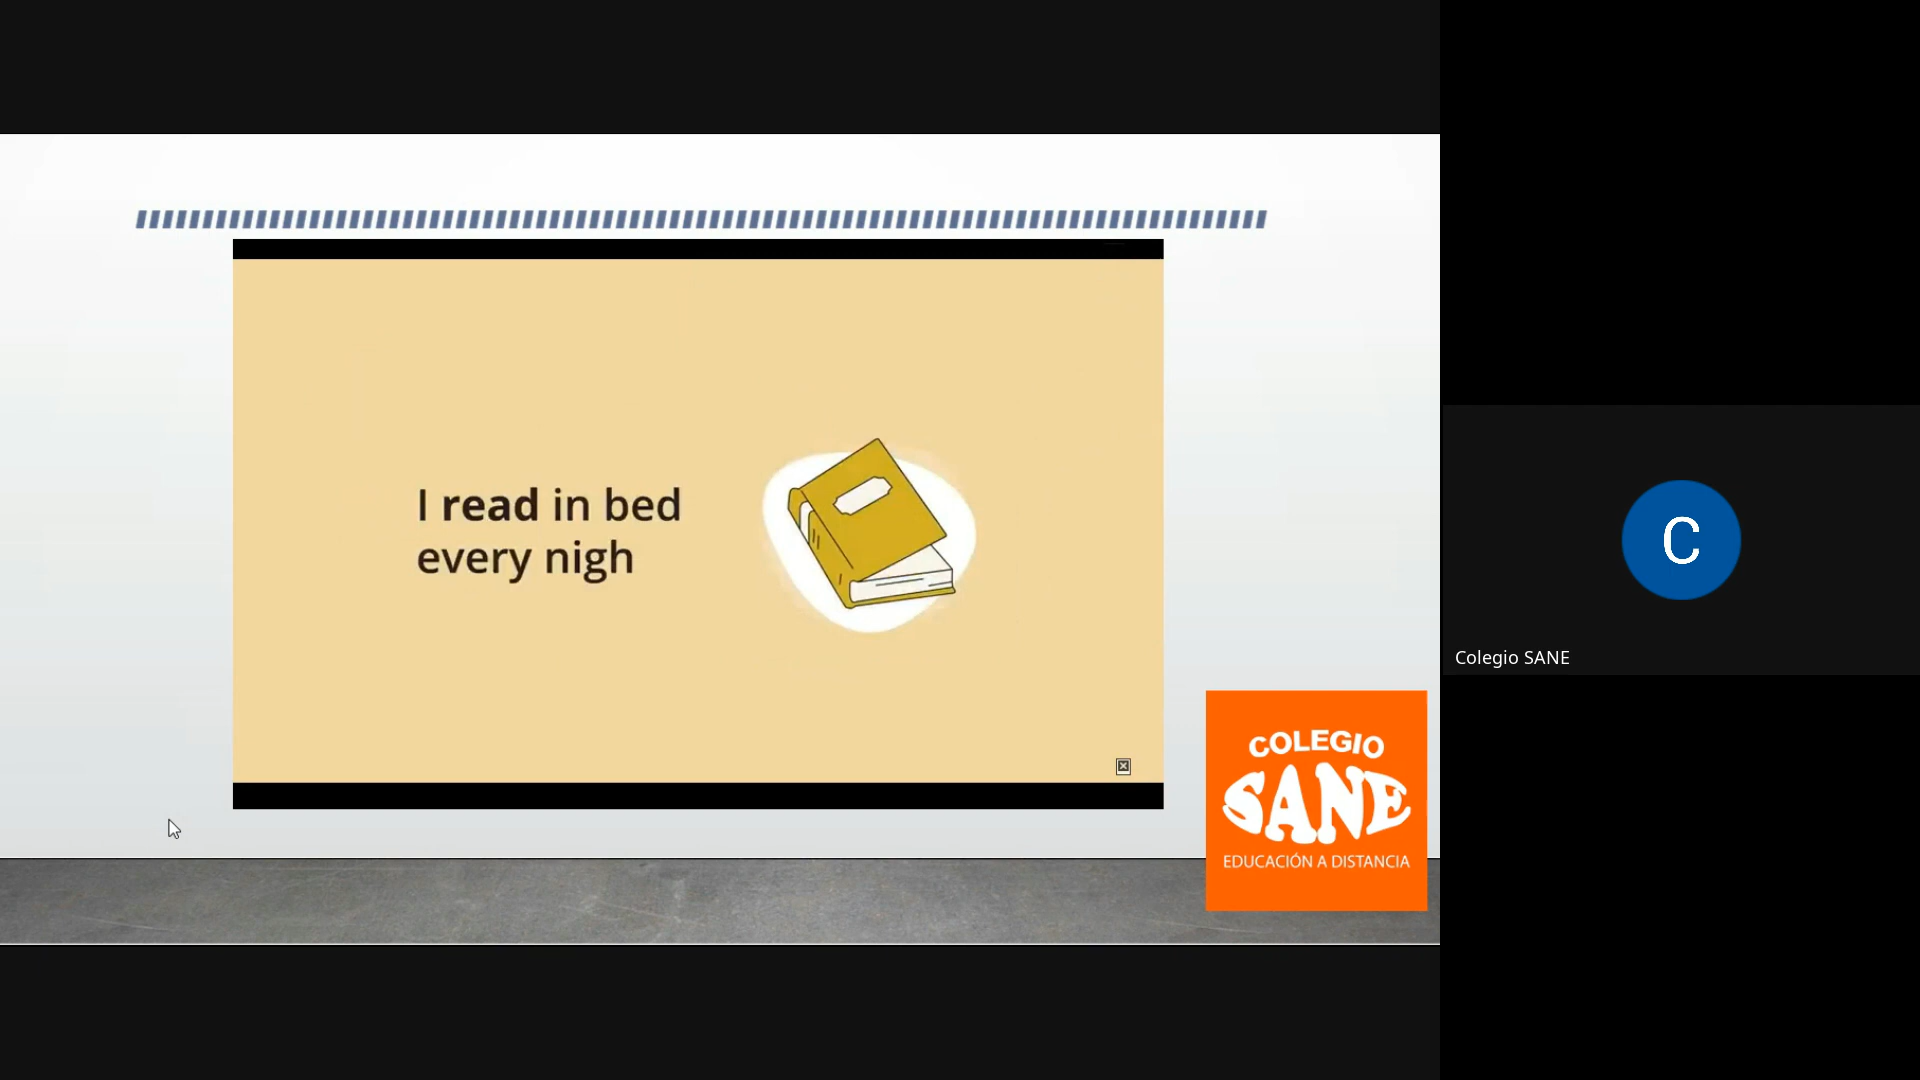 I read in bed
every nigh
C
Colegio SANE
COLEGIO
SANE
EDUCACIÓN A DISTANCIA